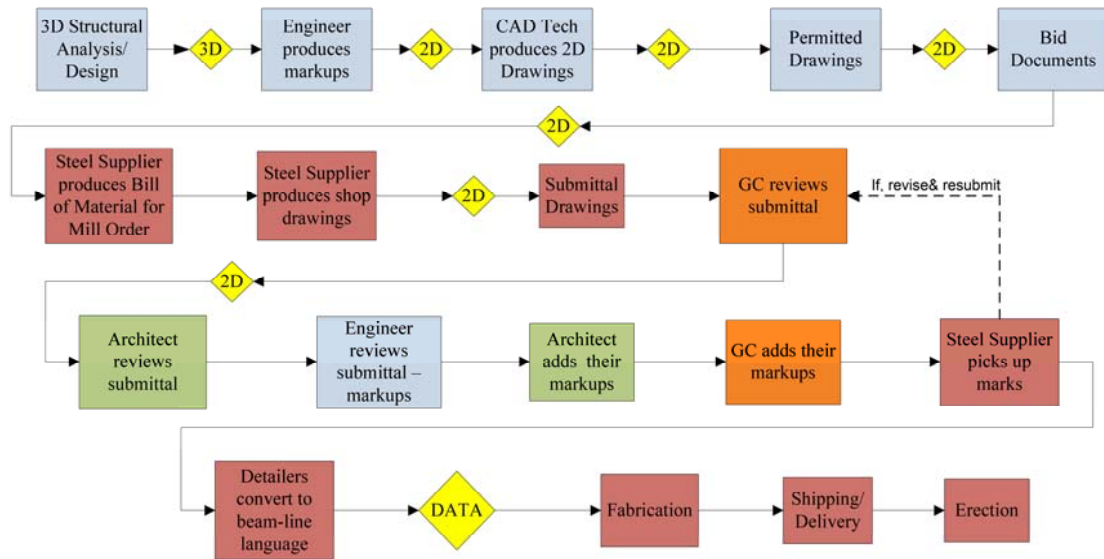 3D Structural
Analysis/
Design
3D
Engineer
produces
markups
2D
CAD Tech
produces 2D
Drawings
2D
Permitted
Drawings
2D
Bid
Documents
2D
Steel Supplier
produces Bill
of Material for
Mill Order
Steel Supplier
produces shop
drawings
2D
Submittal
Drawings
GC reviews
submittal
If, revise& resubmit
2D
Architect
reviews
submittal
Engineer
reviews
submittal –
markups
Architect
adds their
markups
GC adds their
markups
Steel Supplier
picks up
marks
Detailers
convert to
beam-line
language
DATA
Fabrication
Shipping/
Delivery
Erection